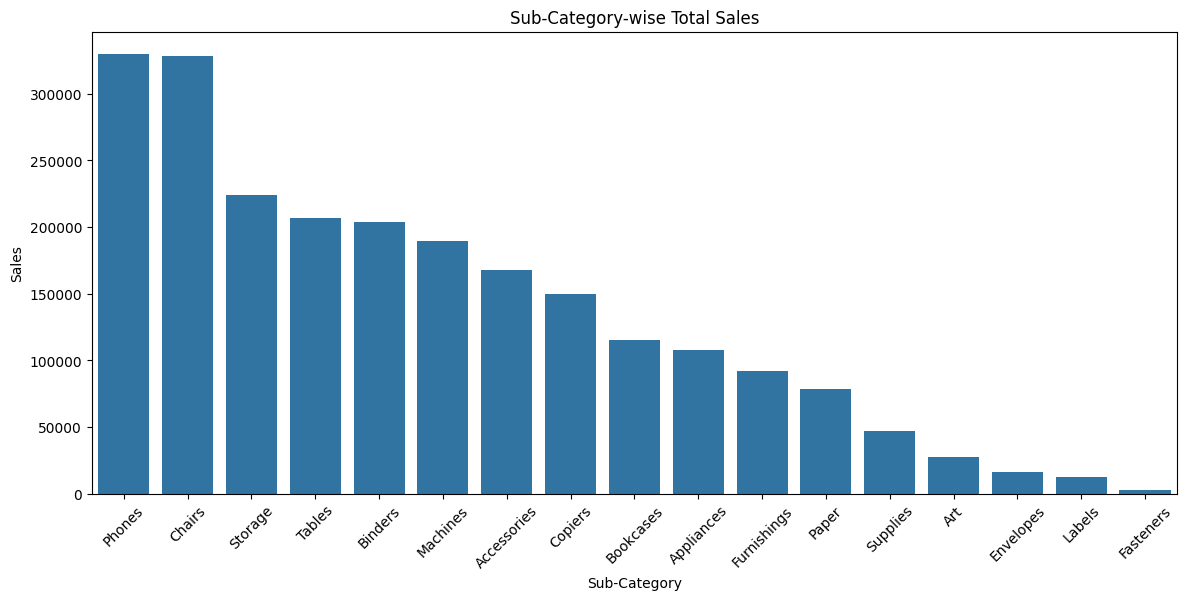 Sub-Category-wise Total Sales
Sales
300000
250000
200000
150000
100000
50000
0
Phones
Chairs
Storage
Tables
Binders
Machines
Accessories
Copiers
Bookcases
Appliances
Furnishings
Paper
Supplies
Art
Envelopes
Labels
Fasteners
Sub-Category